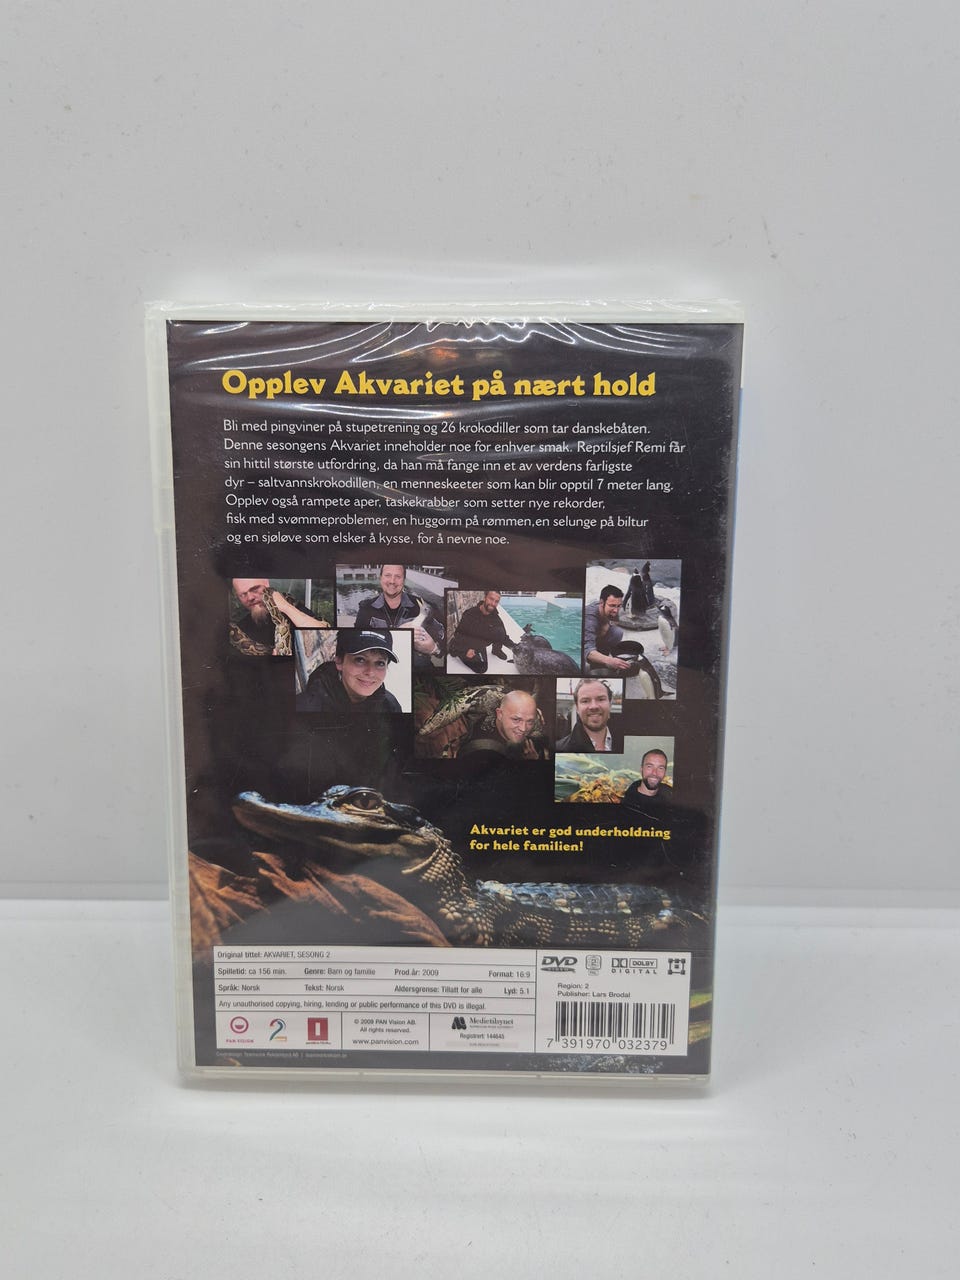 Opplev Akvariet på nært hold
Bli med pingviner på stupetrening og 26 krokodiller som tar danskebåten.
Denne sesongens Akvariet inneholder noe for enhver smak. Reptilsjef Remi får
sin hittil største utfordring, da han må fange inn et av verdens farligste
dyr – saltvannskrokodillen, en menneskeeter som kan blir opptil 7 meter lang.
Opplev også rampete aper, taskekrabber som setter nye rekorder,
fisk med svømmeproblemer, en huggorm på rømmen,en selunge på biltur
og en sjøløve som elsker å kysse, for å nevne noe.
Akvariet er god underholdning
for hele familien!
Original tittel: AKVARIET, SESONG 2
Spilletid: ca 156 min. Genre: Barn og familie Prod.år: 2009 Format: 16:9
Språk: Norsk Tekst: Norsk Aldersgrense: Tillatt for alle Lyd: 5.1
Any unauthorised copying, hiring, lending or public performance of this DVD is illegal.
PAN VISION
2
© 2009 PAN Vision AB.
All rights reserved.
www.panvision.com
Medietilsynet
Registrert: 144645
DVD
VIDEO
2
DOLBY
DIGITAL
Region: 2
Publisher: Lars Brodal
7 391970 032379